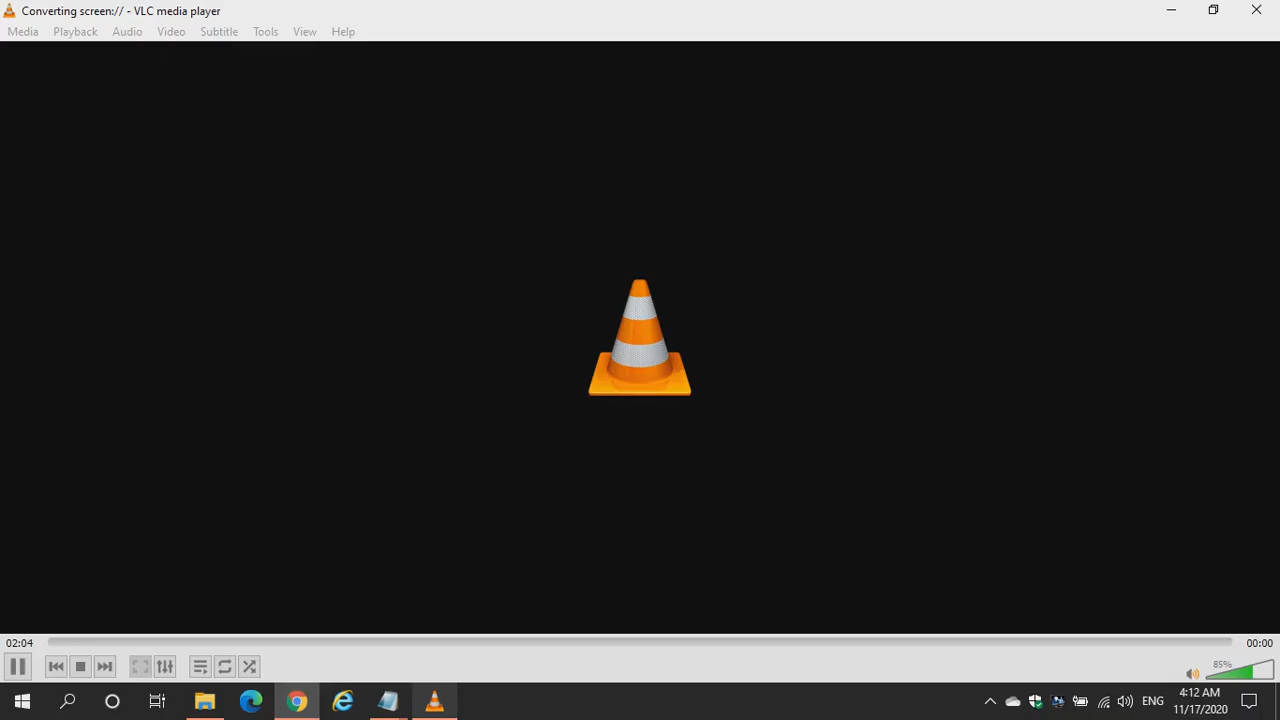 Converting screen:// - VLC media player
Media Playback Audio Video Subtitle Tools View Help
02:04
00:00
85%
ENG
4:12 AM
11/17/2020